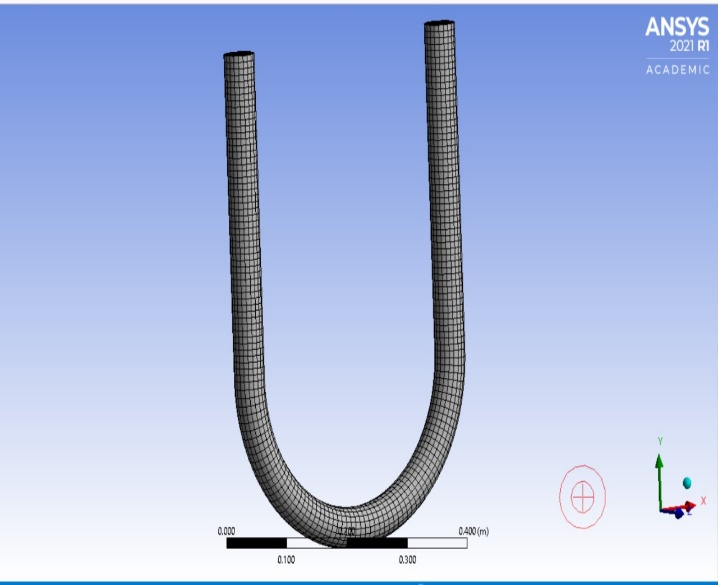 ANSYS
2021 R1
ACADEMIC
Y
X
0.000
0.400 (m)
0.100
0.300